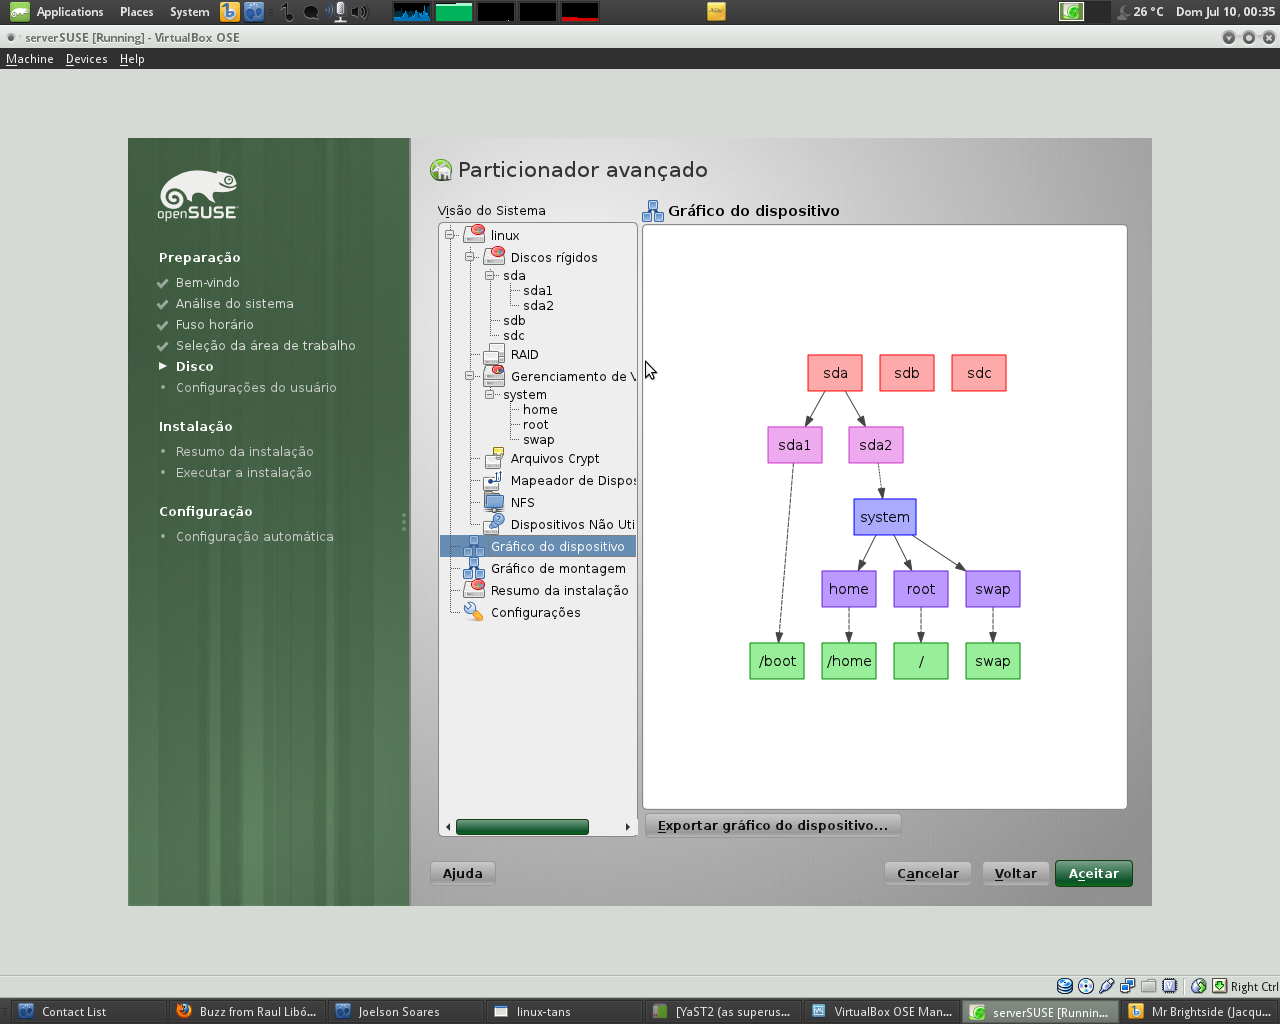 Applications Places System 26 °C Dom Jul 10, 00:35
serverSUSE [Running] - VirtualBox OSE
Machine Devices Help
openSUSE
Preparação
Bem-vindo
Análise do sistema
Fuso horário
Seleção da área de trabalho
Disco
Configurações do usuário
Instalação
Resumo da instalação
Executar a instalação
Configuração
Configuração automática
Particionador avançado
Visão do Sistema
linux
Discos rígidos
sda
sda1
sda2
sdb
sdc
RAID
Gerenciamento de V
system
home
root
swap
Arquivos Crypt
Mapeador de Dispos
NFS
Dispositivos Não Uti
Gráfico do dispositivo
Gráfico de montagem
Resumo da instalação
Configurações
Gráfico do dispositivo
sda sdb sdc
sda1 sda2
system
home root swap
/boot /home / swap
Exportar gráfico do dispositivo...
Ajuda Cancelar Voltar Aceitar
Right Ctrl
Contact List Buzz from Raul Libó... Joelson Soares linux-tans [YaST2 (as superus... VirtualBox OSE Man... serverSUSE [Runnin... Mr Brightside (Jacqu...